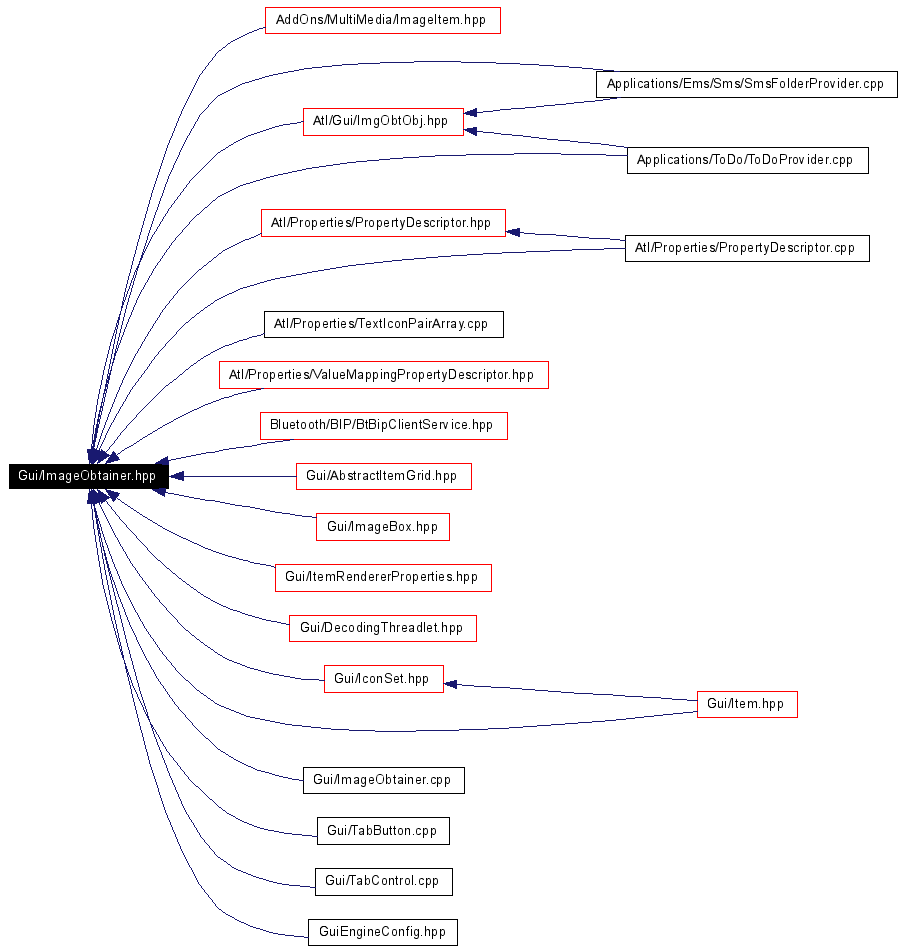 AddOns/MultiMedia/ImageItem.hpp
Applications/Ems/Sms/SmsFolderProvider.cpp
Atl/Gui/ImgObtObj.hpp
Applications/ToDo/ToDoProvider.cpp
Atl/Properties/PropertyDescriptor.hpp
Atl/Properties/PropertyDescriptor.cpp
Atl/Properties/TextIconPairArray.cpp
Atl/Properties/ValueMappingPropertyDescriptor.hpp
Bluetooth/BIP/BtBipClientService.hpp
Gui/ImageObtainer.hpp
Gui/AbstractItemGrid.hpp
Gui/ImageBox.hpp
Gui/ItemRendererProperties.hpp
Gui/DecodingThreadlet.hpp
Gui/IconSet.hpp
Gui/Item.hpp
Gui/ImageObtainer.cpp
Gui/TabButton.cpp
Gui/TabControl.cpp
GuiEngineConfig.hpp